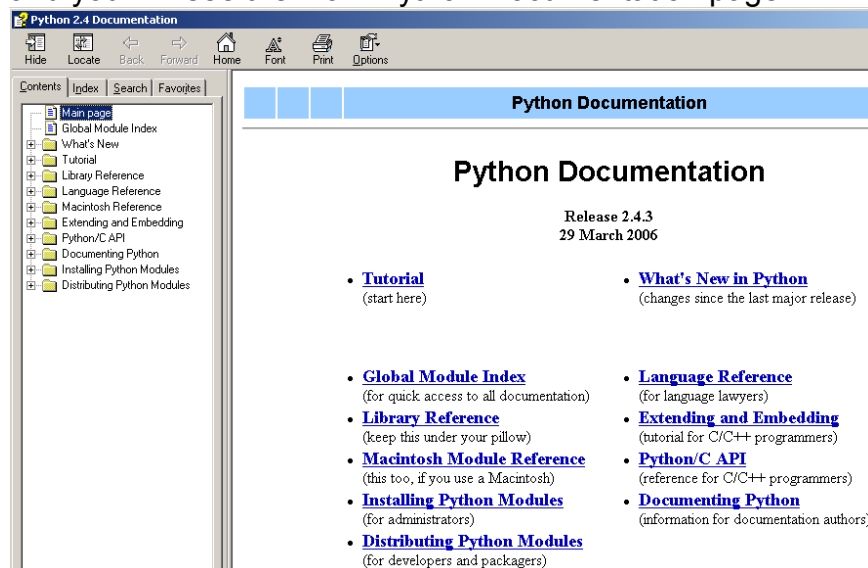 Python 2.4 Documentation
Hide Locate Back Forward Home Font Print Options
Contents Index Search Favorites
Main page
Global Module Index
What's New
Tutorial
Library Reference
Language Reference
Macintosh Reference
Extending and Embedding
Python/C API
Documenting Python
Installing Python Modules
Distributing Python Modules
Python Documentation
Python Documentation
Release 2.4.3
29 March 2006
Tutorial
(start here)
What's New in Python
(changes since the last major release)
Global Module Index
(for quick access to all documentation)
Library Reference
(keep this under your pillow)
Macintosh Module Reference
(this too, if you use a Macintosh)
Installing Python Modules
(for administrators)
Distributing Python Modules
(for developers and packagers)
Language Reference
(for language lawyers)
Extending and Embedding
(tutorial for C/C++ programmers)
Python/C API
(reference for C/C++ programmers)
Documenting Python
(information for documentation authors)